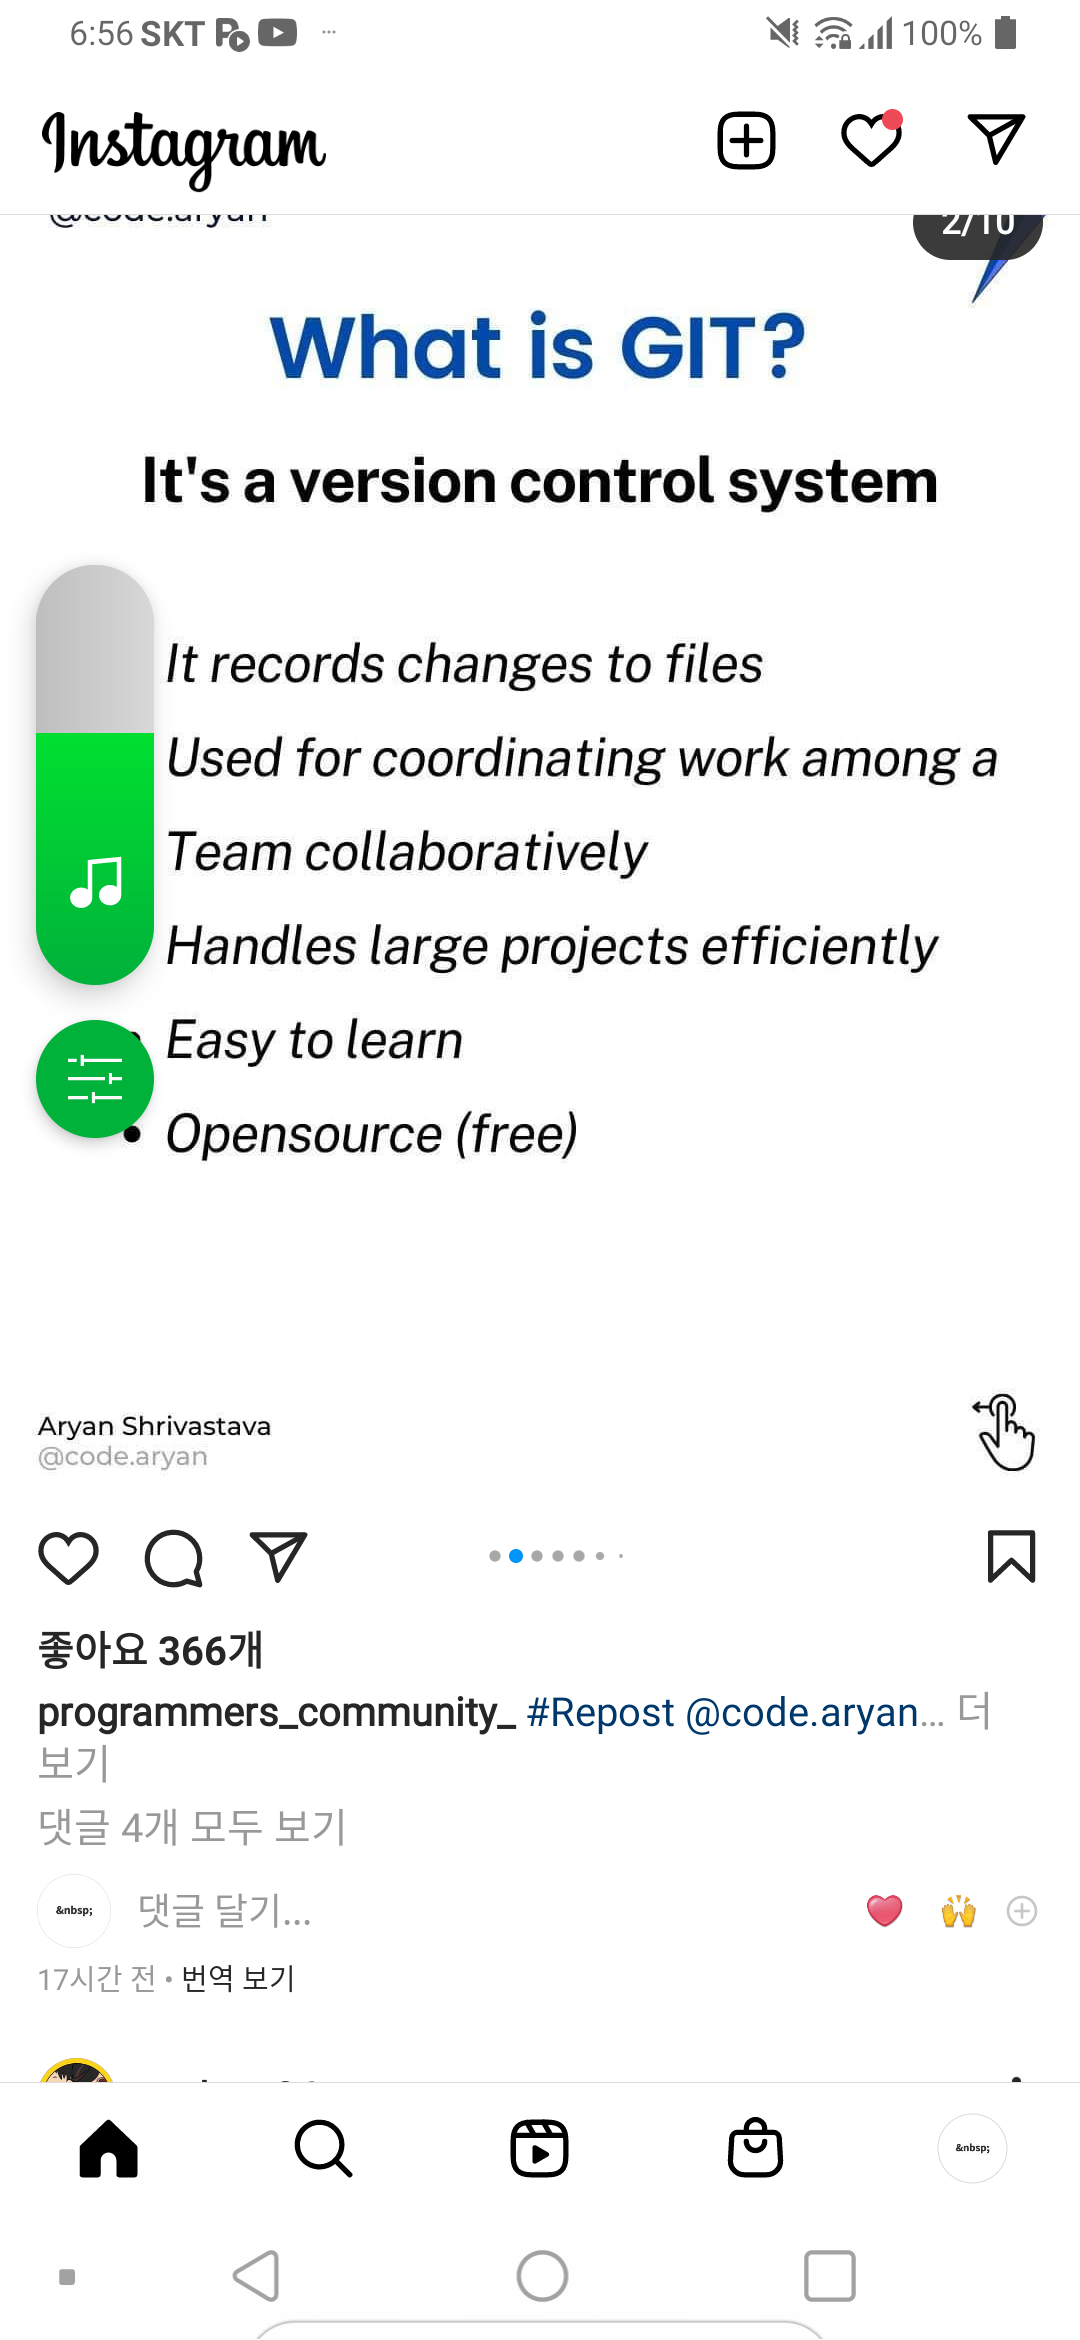 6:56 SKT
100%
Instagram
@code.aryan
2/10
What is GIT?
It's a version control system
It records changes to files
Used for coordinating work among a
Team collaboratively
Handles large projects efficiently
• Easy to learn
• Opensource (free)
Aryan Shrivastava
@code.aryan
좋아요 366개
programmers_community_ #Repost @code.aryan... 더
보기
댓글 4개 모두 보기
&nbsp;
댓글 달기...
17시간 전 • 번역 보기
&nbsp;